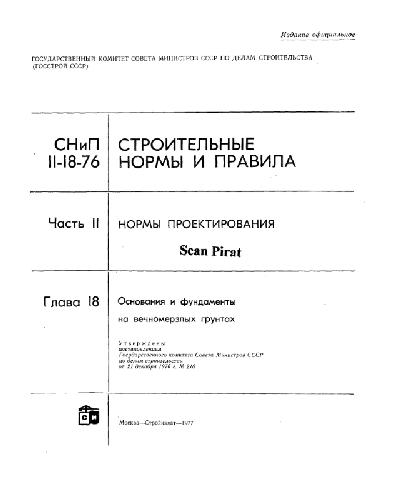 Издание официальное
ГОСУДАРСТВЕННЫЙ КОМИТЕТ СОВЕТА МИНИСТРОВ СССР ПО ДЕЛАМ СТРОИТЕЛЬСТВА
(ГОССТРОЙ СССР)
СНиП
II-18-76
СТРОИТЕЛЬНЫЕ
НОРМЫ И ПРАВИЛА
Часть II
НОРМЫ ПРОЕКТИРОВАНИЯ
Scan Pirat
Глава 18
Основания и фундаменты
на вечномерзлых грунтах
Утверждены
постановлением
Государственного комитета Совета Министров СССР
по делам строительства
от 21 декабря 1976 г. №
Москва—Стройиздат—1977